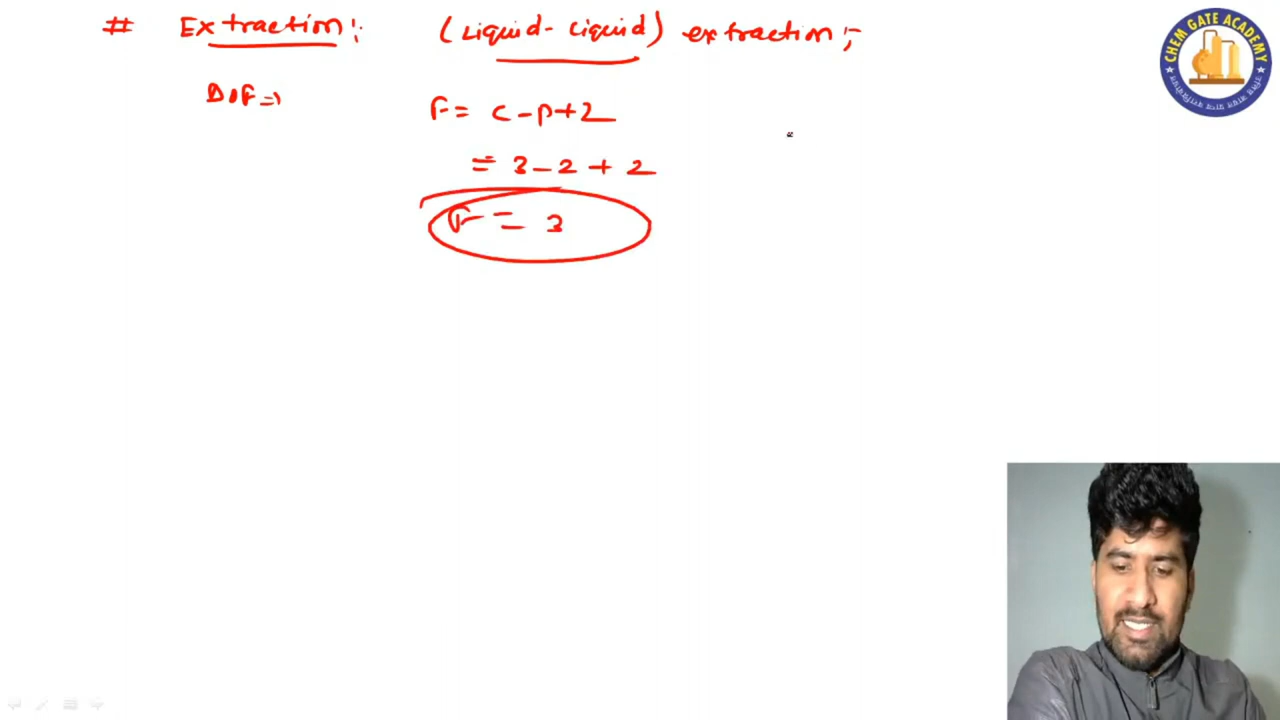 # Extraction :- (Liquid-Liquid) extraction :-
DOF ⇒ F = C - P + 2
= 3 - 2 + 2
F = 3
CHEM GATE ACADEMY